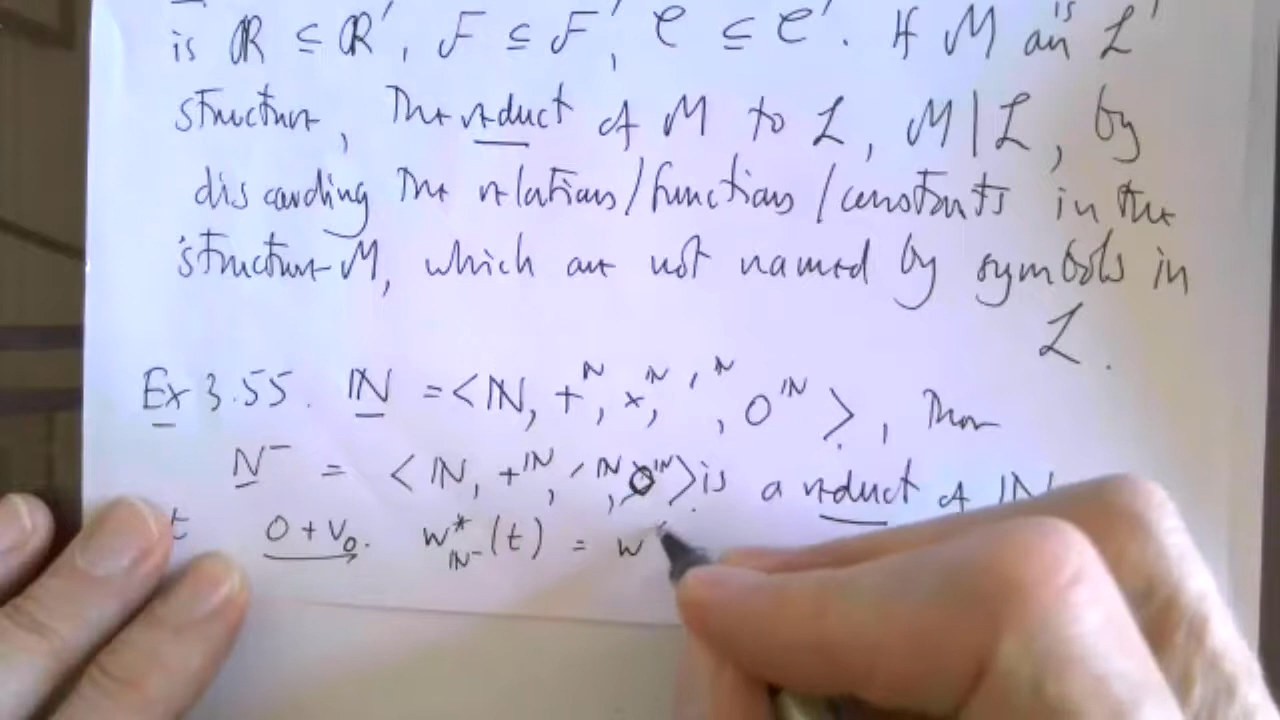 is ℛ ⊆ ℛ', ℱ ⊆ ℱ', 𝒞 ⊆ 𝒞'. If ℳ is an ℒ'
structure, The reduct of ℳ to ℒ, ℳ|ℒ, by
discarding The relations/functions/constants in the
structure ℳ, which are not named by symbols in
ℒ.
Ex 3.55. ℕ = <ℕ, +^ℕ, ×^ℕ, '^ℕ, 0^ℕ>, Then
N⁻ = <ℕ, +^ℕ, '^ℕ, 0^ℕ> is a reduct of ℕ
t 0 + v₀. w*_ℕ⁻(t) = w